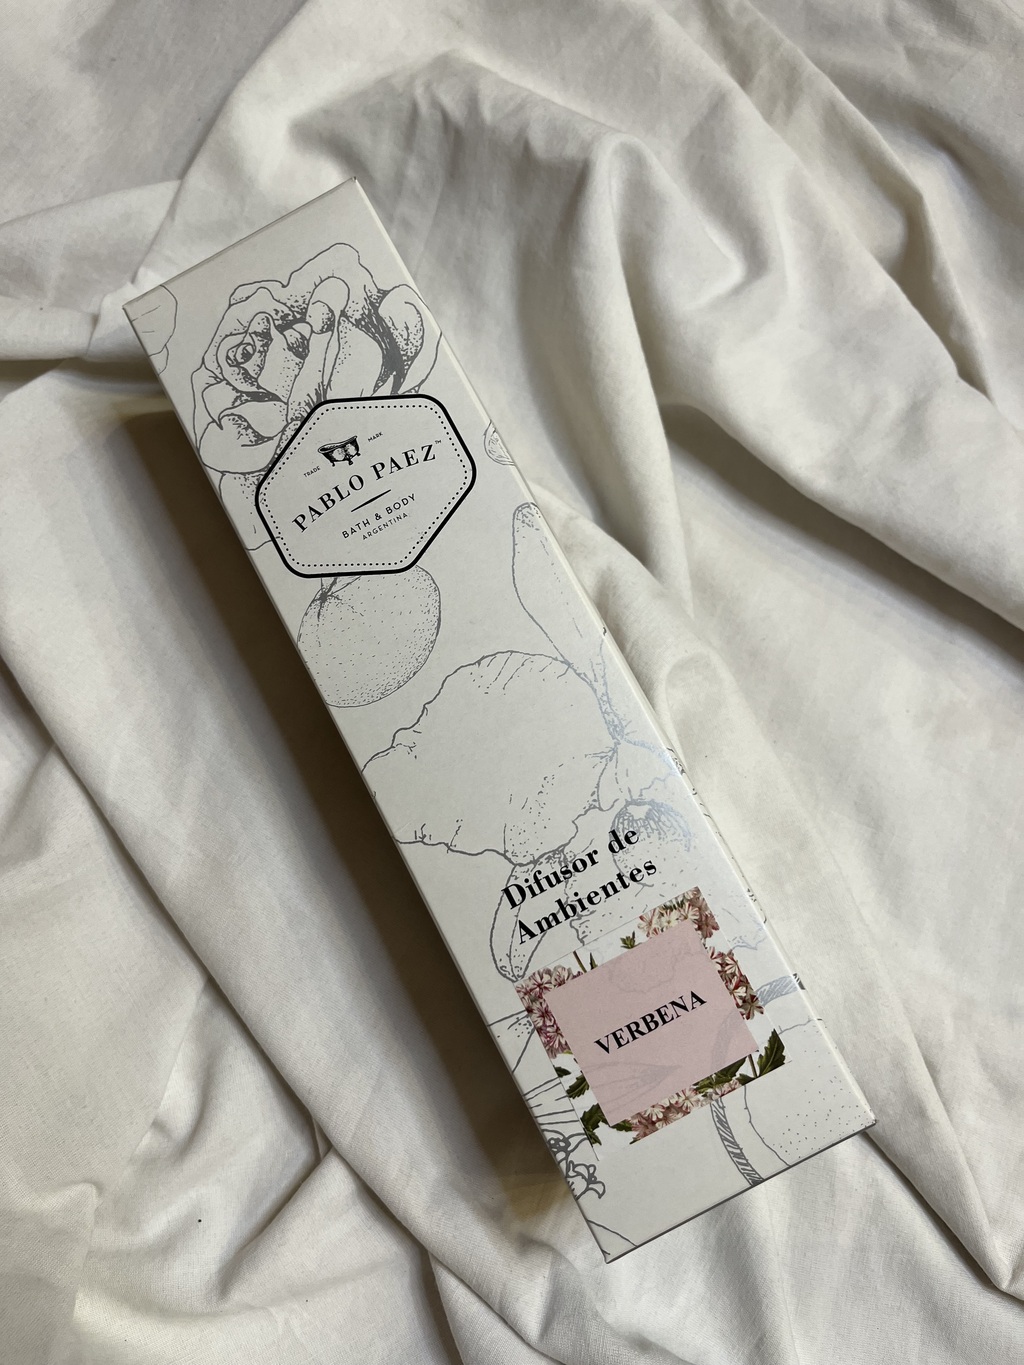 TRADE MARK
PABLO PAEZ™
BATH & BODY
ARGENTINA
Difusor de
Ambientes
VERBENA